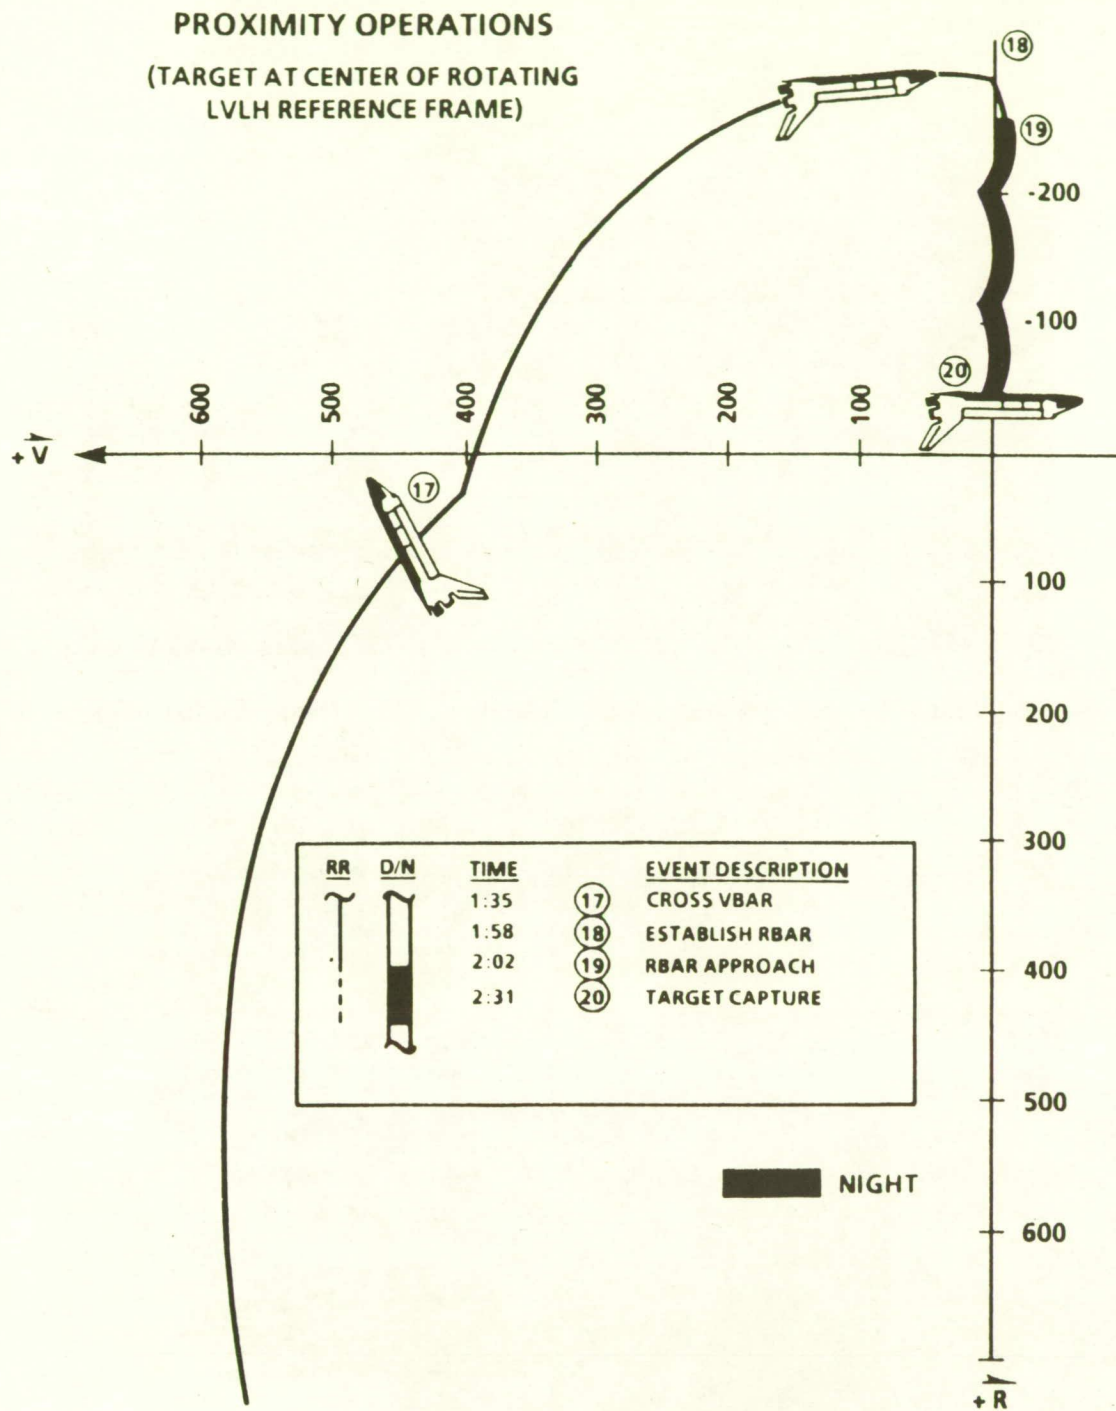 PROXIMITY OPERATIONS
(TARGET AT CENTER OF ROTATING
LVLH REFERENCE FRAME)
18
19
-200
-100
20
600
500
400
300
200
100
+V
17
100
200
300
400
500
600
RR D/N TIME EVENT DESCRIPTION
1:35 17 CROSS VBAR
1:58 18 ESTABLISH RBAR
2:02 19 RBAR APPROACH
2:31 20 TARGET CAPTURE
NIGHT
+R